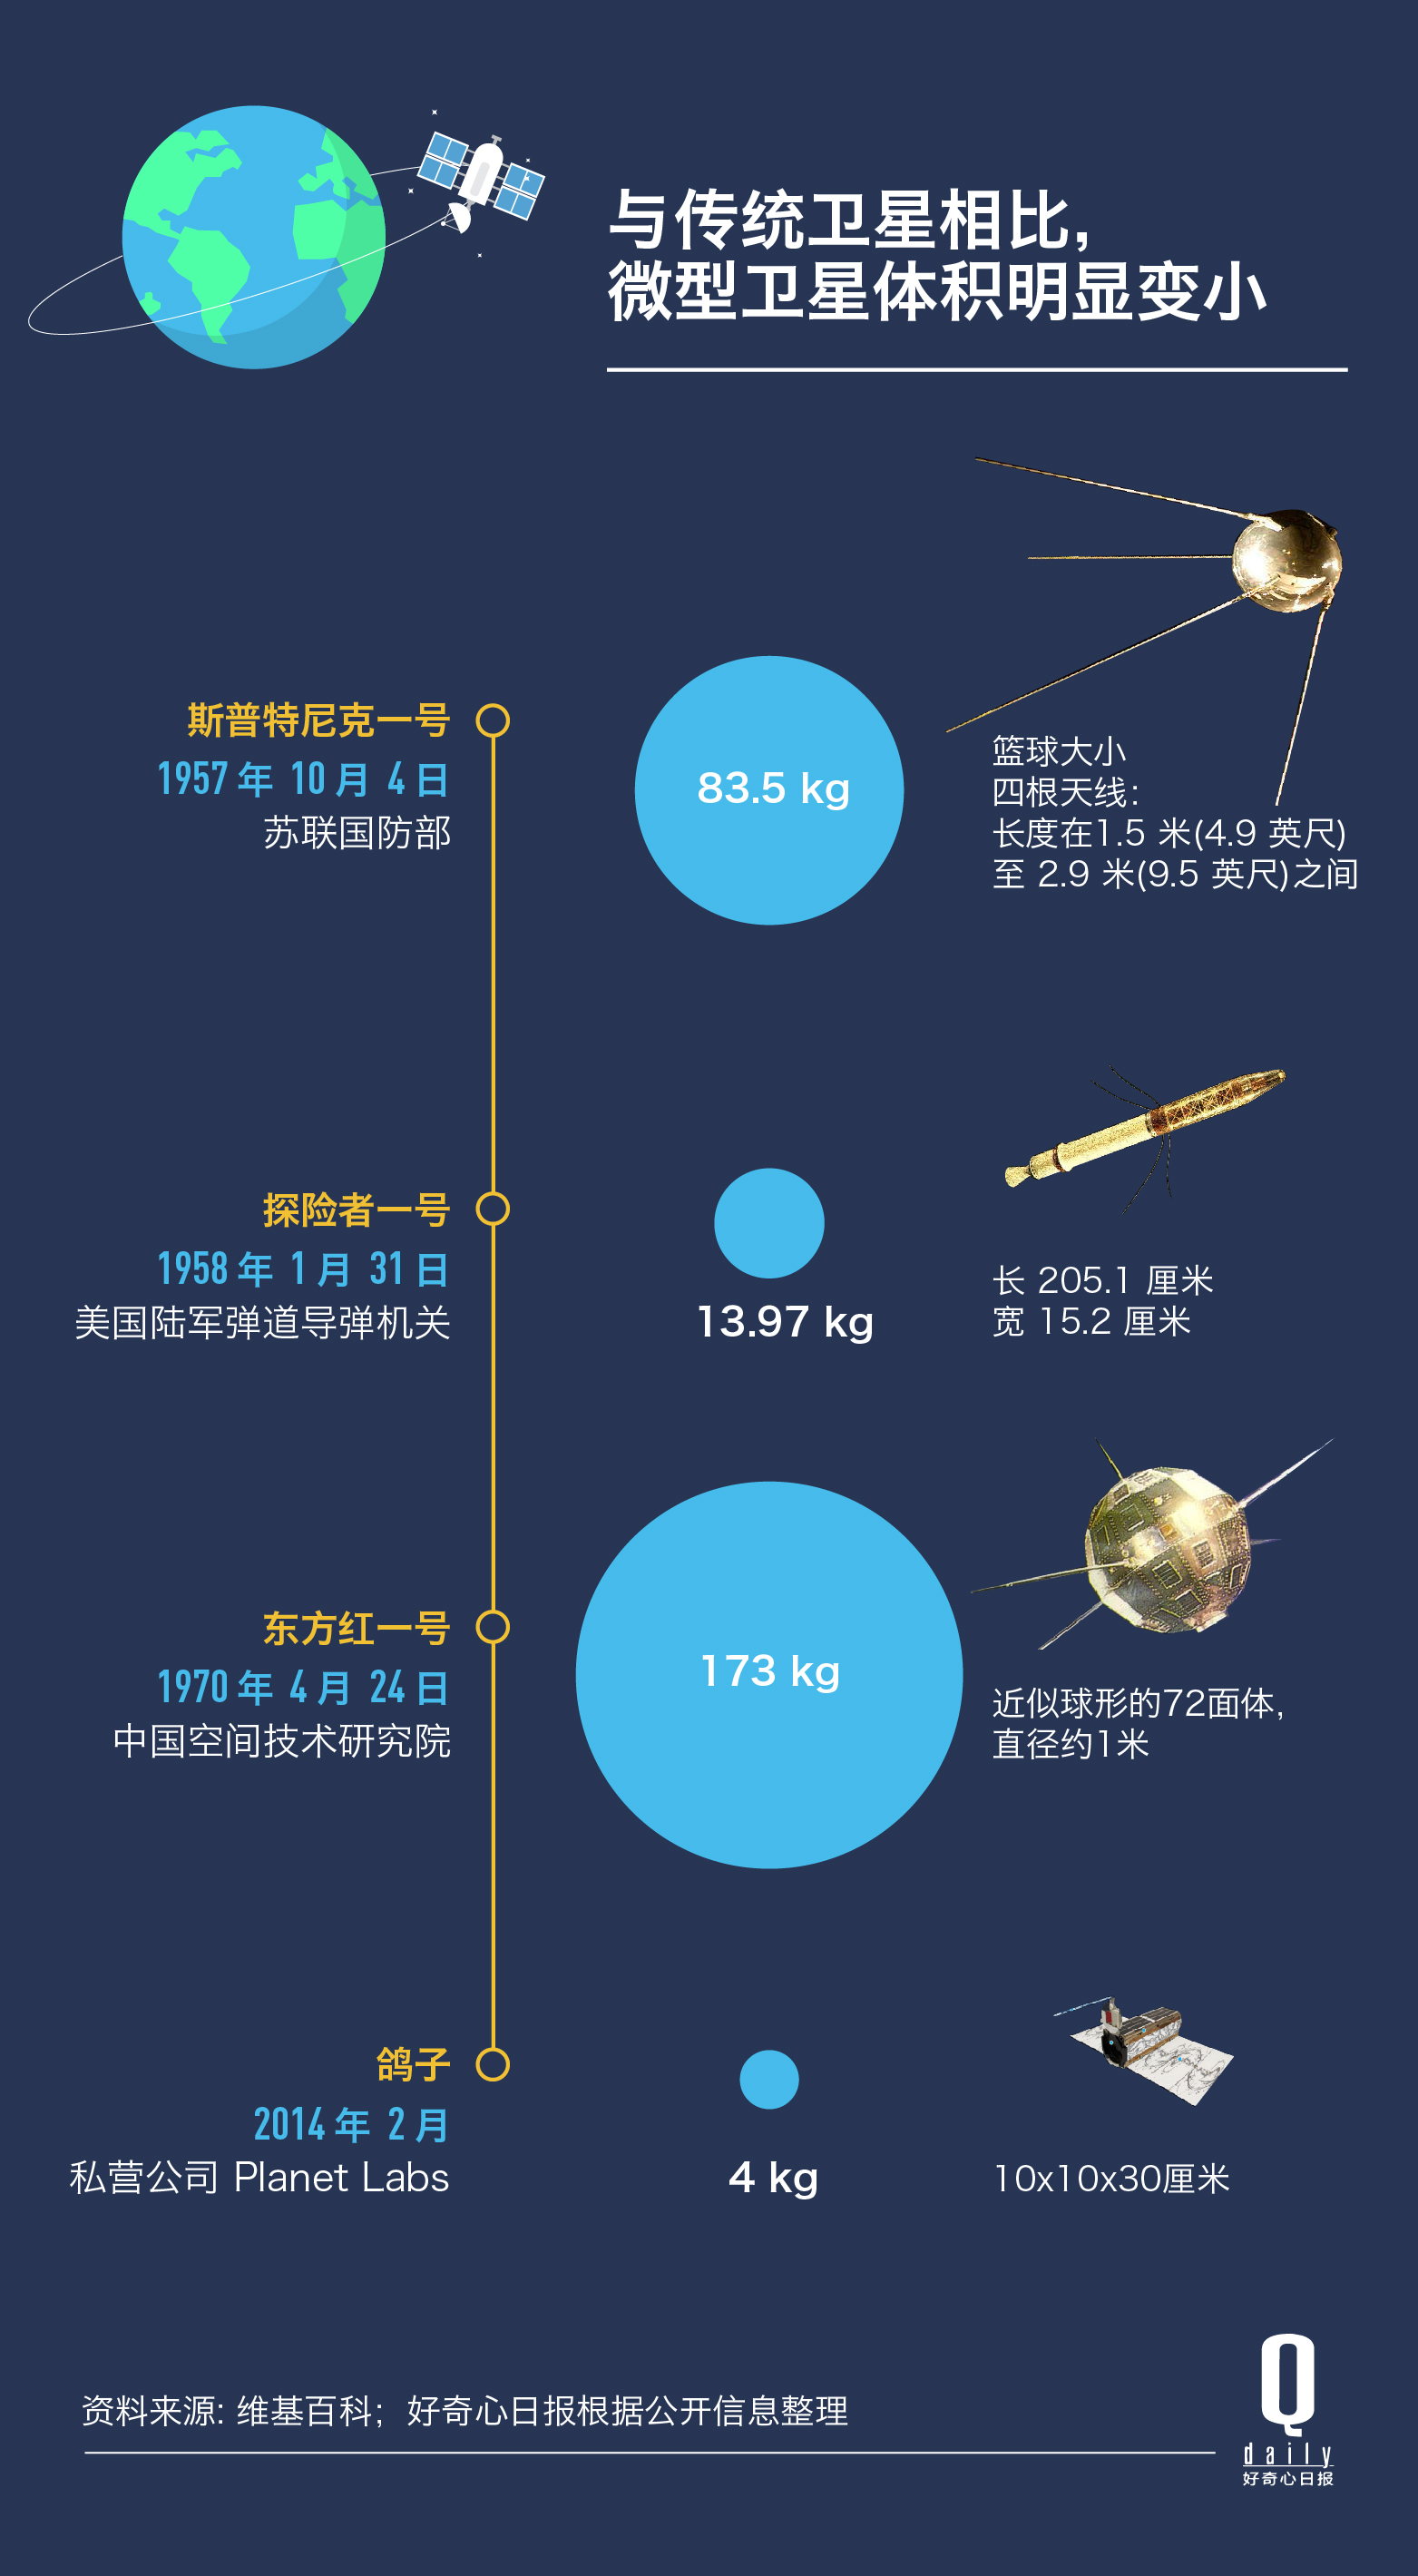 与传统卫星相比，
微型卫星体积明显变小
斯普特尼克一号
1957 年 10 月 4 日
苏联国防部
83.5 kg
篮球大小
四根天线：
长度在1.5 米(4.9 英尺)
至 2.9 米(9.5 英尺)之间
探险者一号
1958 年 1 月 31 日
美国陆军弹道导弹机关
13.97 kg
长 205.1 厘米
宽 15.2 厘米
东方红一号
1970 年 4 月 24 日
中国空间技术研究院
173 kg
近似球形的72面体，
直径约1米
鸽子
2014 年 2 月
私营公司 Planet Labs
4 kg
10x10x30厘米
资料来源: 维基百科；好奇心日报根据公开信息整理
Q
daily
好奇心日报